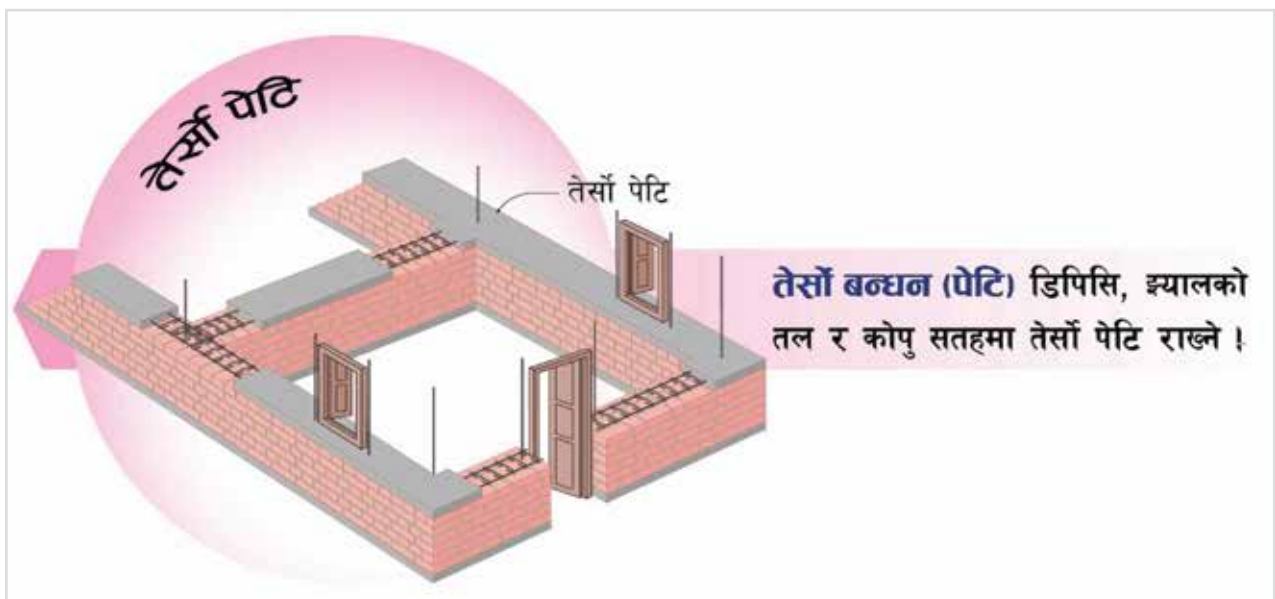 तेर्सो पेटि
तेर्सो पेटि
तेर्सो बन्धन (पेटि) डिपिसि, झ्यालको
तल र कोपु सतहमा तेर्सो पेटि राख्ने !